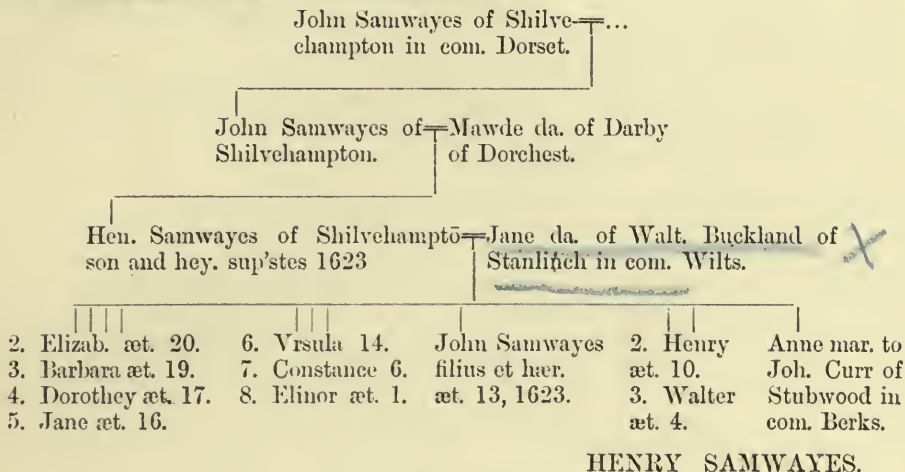 John Samwayes of Shilve-...
champton in com. Dorset.
John Samwayes of Mawde da. of Darby
Shilvehampton. of Dorchest.
Hen. Samwayes of Shilvehamptō Jane da. of Walt. Buckland of
son and hey. sup'stes 1623 Stanlitch in com. Wilts.
2. Elizab. æt. 20. 6. Vrsula 14. John Samwayes 2. Henry Anne mar. to
3. Barbara æt. 19. 7. Constance 6. filius et hær. æt. 10. Joh. Curr of
4. Dorothey æt. 17. 8. Elinor æt. 1. æt. 13, 1623. 3. Walter Stubwood in
5. Jane æt. 16. æt. 4. com. Berks.
HENRY SAMWAYES.